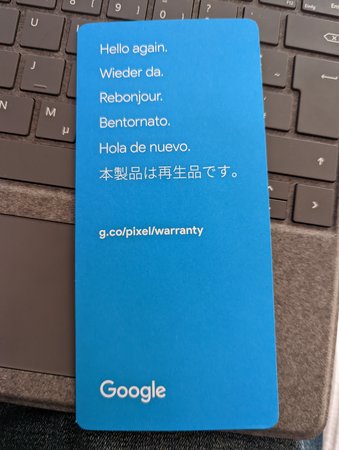 Hello again.
Wieder da.
Rebonjour.
Bentornato.
Hola de nuevo.
本製品は再生品です。
g.co/pixel/warranty
Google